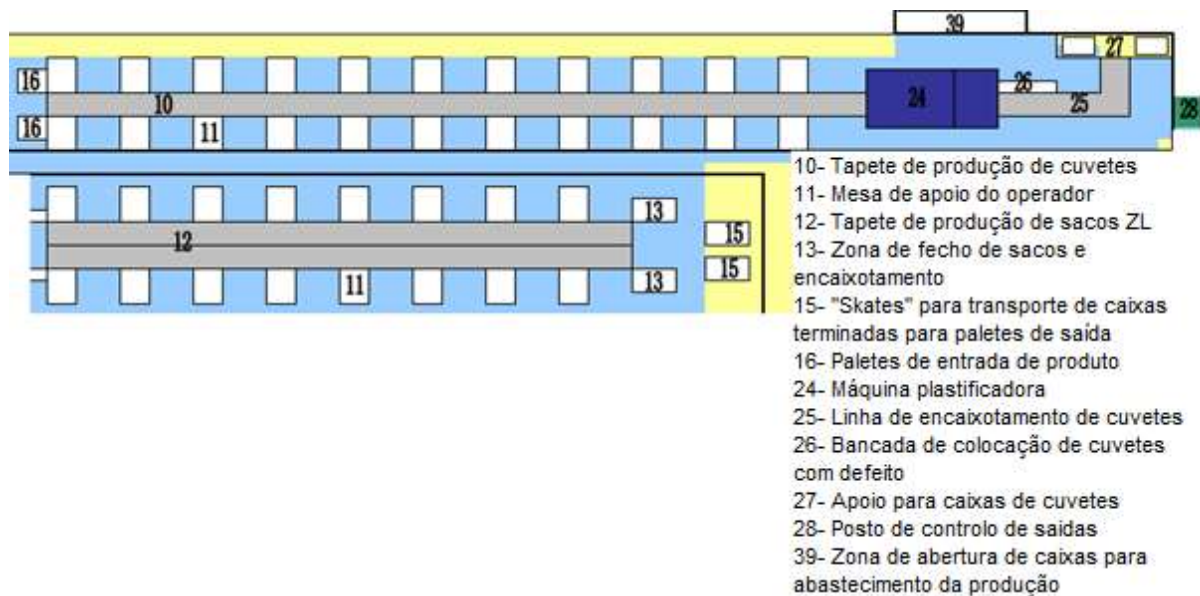 39
27
16
26
10
24
25
28
16
11
10- Tapete de produção de cuvetes
11- Mesa de apoio do operador
12- Tapete de produção de sacos ZL
13- Zona de fecho de sacos e
encaixotamento
15- "Skates" para transporte de caixas
terminadas para paletes de saída
16- Paletes de entrada de produto
24- Máquina plastificadora
25- Linha de encaixotamento de cuvetes
26- Bancada de colocação de cuvetes
com defeito
27- Apoio para caixas de cuvetes
28- Posto de controlo de saidas
39- Zona de abertura de caixas para
abastecimento da produção
13
15
12
15
11
13